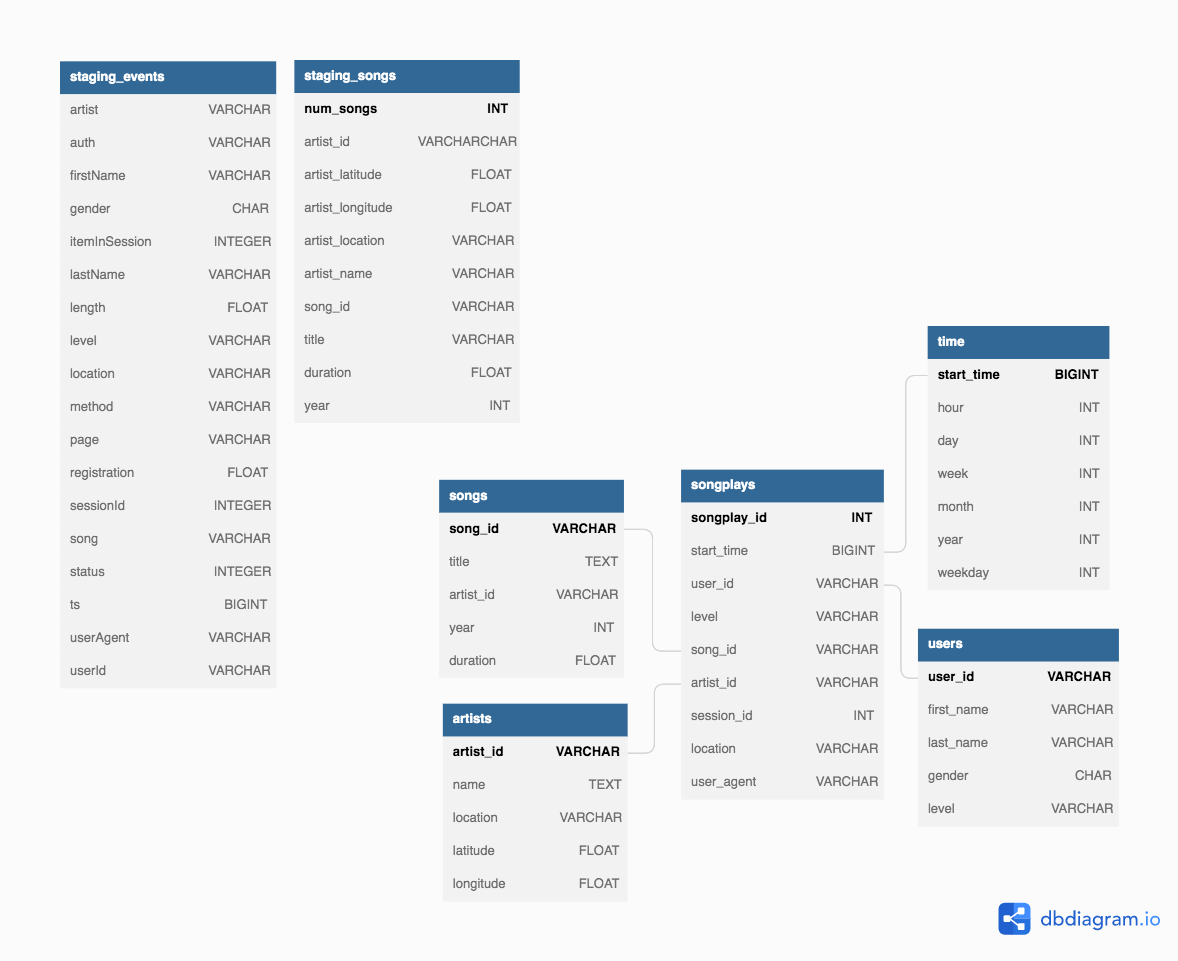 staging_events
artist VARCHAR
auth VARCHAR
firstName VARCHAR
gender CHAR
itemInSession INTEGER
lastName VARCHAR
length FLOAT
level VARCHAR
location VARCHAR
method VARCHAR
page VARCHAR
registration FLOAT
sessionId INTEGER
song VARCHAR
status INTEGER
ts BIGINT
userAgent VARCHAR
userId VARCHAR
staging_songs
num_songs INT
artist_id VARCHARCHAR
artist_latitude FLOAT
artist_longitude FLOAT
artist_location VARCHAR
artist_name VARCHAR
song_id VARCHAR
title VARCHAR
duration FLOAT
year INT
songs
song_id VARCHAR
title TEXT
artist_id VARCHAR
year INT
duration FLOAT
artists
artist_id VARCHAR
name TEXT
location VARCHAR
latitude FLOAT
longitude FLOAT
songplays
songplay_id INT
start_time BIGINT
user_id VARCHAR
level VARCHAR
song_id VARCHAR
artist_id VARCHAR
session_id INT
location VARCHAR
user_agent VARCHAR
time
start_time BIGINT
hour INT
day INT
week INT
month INT
year INT
weekday INT
users
user_id VARCHAR
first_name VARCHAR
last_name VARCHAR
gender CHAR
level VARCHAR
dbdiagram.io